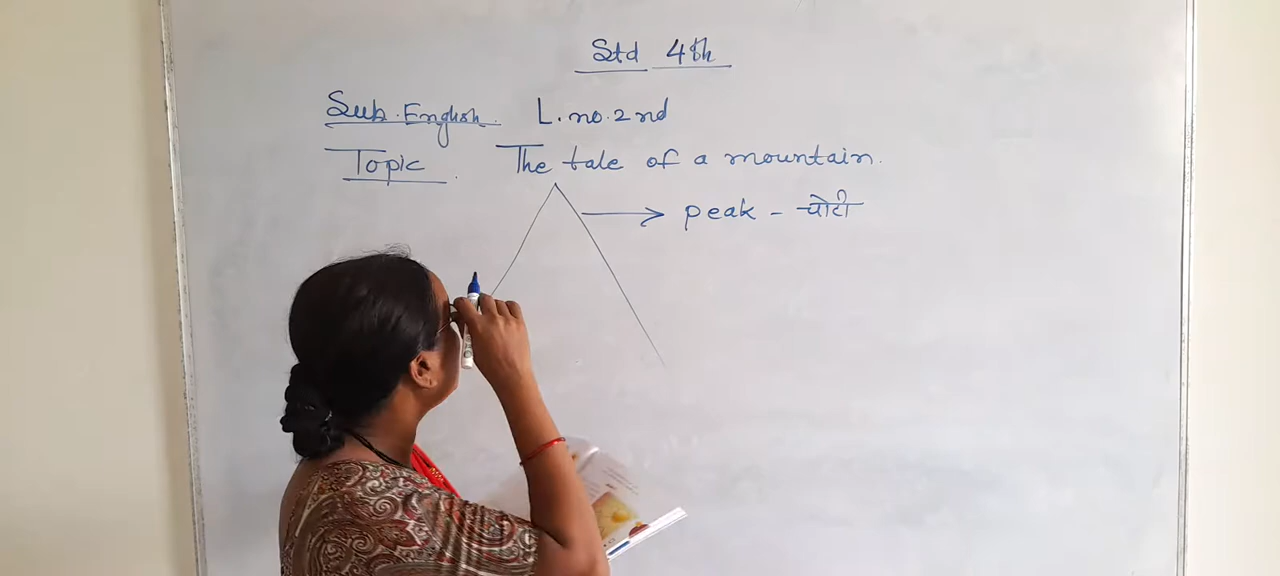 Std 4th
Sub. English. L. no. 2nd
Topic. The tale of a mountain.
peak - चोटी